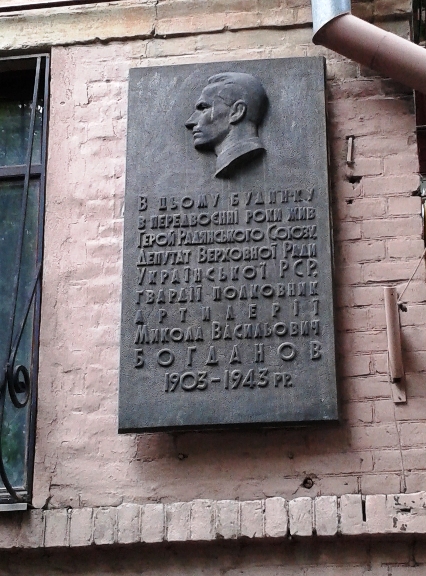 В ЦЬОМУ БУДИНКУ
В ПЕРЕДВОЄННІ РОКИ ЖИВ
ГЕРОЙ РАДЯНСЬКОГО СОЮЗУ,
ДЕПУТАТ ВЕРХОВНОЇ РАДИ
УКРАЇНСЬКОЇ РСР,
ГВАРДІЇ ПОЛКОВНИК
АРТИЛЕРІЇ
МИКОЛА ВАСИЛЬОВИЧ
БОГДАНОВ
1903-1943 РР.